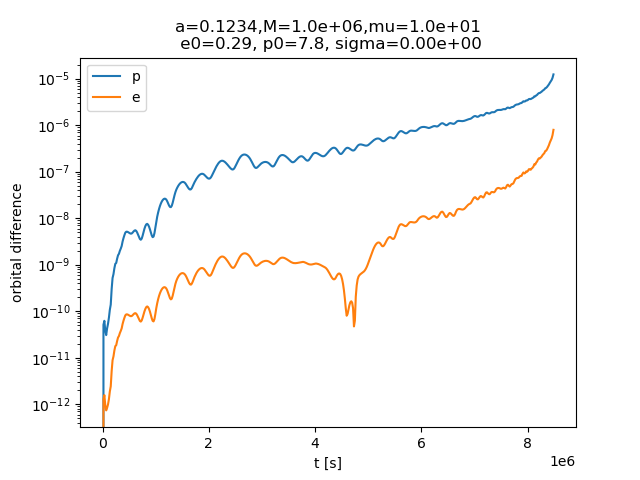 a=0.1234,M=1.0e+06,mu=1.0e+01
e0=0.29, p0=7.8, sigma=0.00e+00
p
e
orbital difference
10⁻⁵
10⁻⁶
10⁻⁷
10⁻⁸
10⁻⁹
10⁻¹⁰
10⁻¹¹
10⁻¹²
0 2 4 6 8
1e6
t [s]